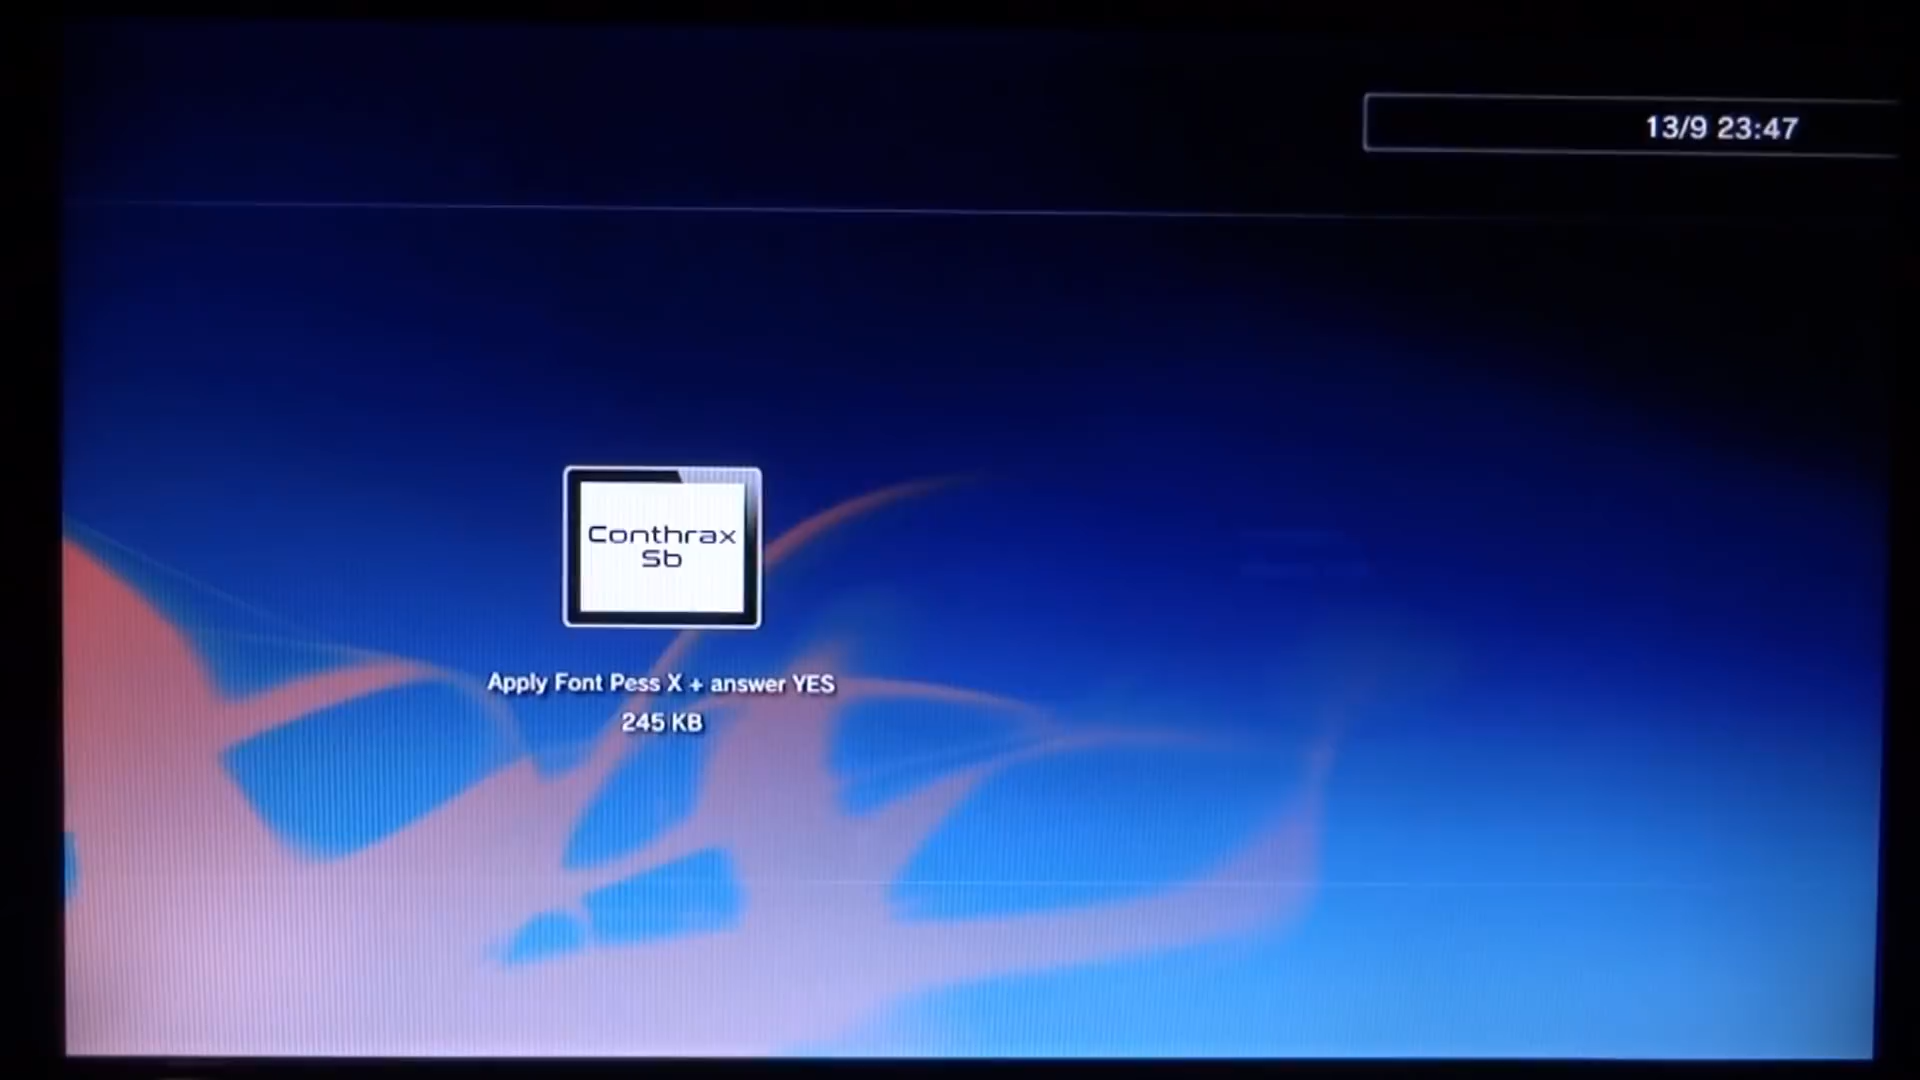 13/9 23:47
Conthrax
Sb
Apply Font Pess X + answer YES
245 KB